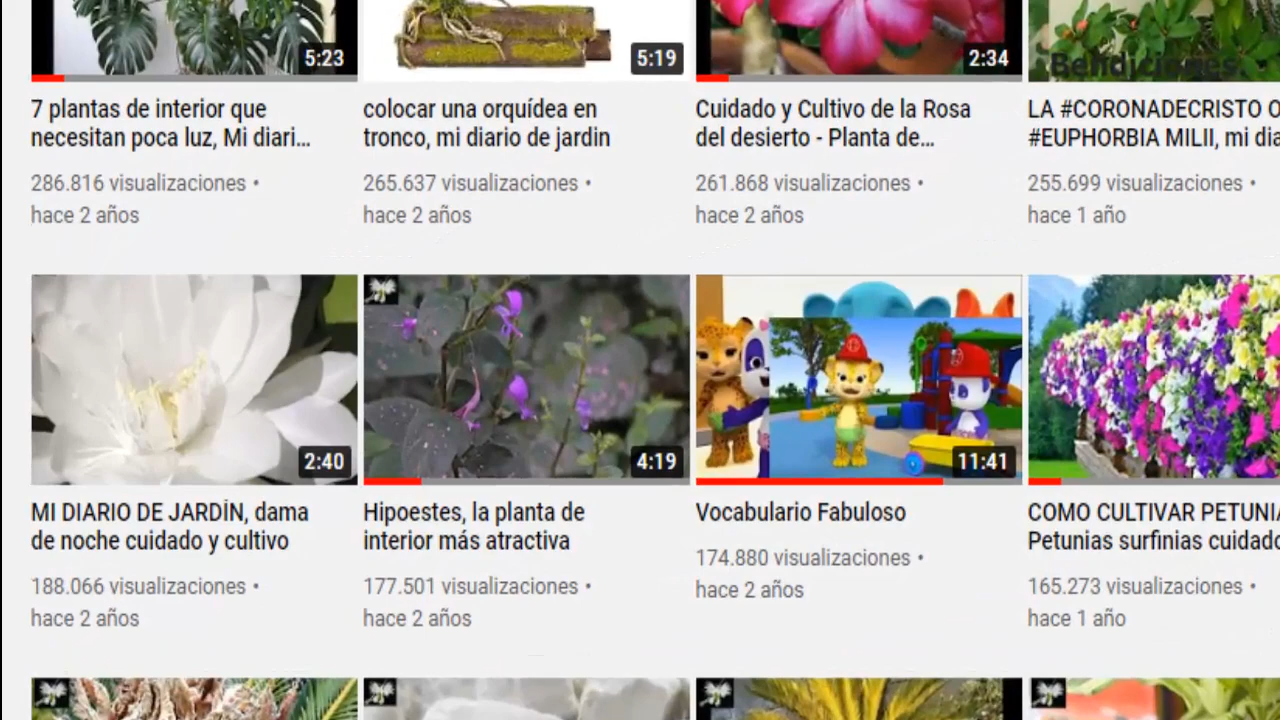 5:23
5:19
2:34
Bendiciones.
7 plantas de interior que
necesitan poca luz, Mi diari...
286.816 visualizaciones •
hace 2 años
colocar una orquídea en
tronco, mi diario de jardin
265.637 visualizaciones •
hace 2 años
Cuidado y Cultivo de la Rosa
del desierto - Planta de...
261.868 visualizaciones •
hace 2 años
LA #CORONADECRISTO O
#EUPHORBIA MILII, mi dia
255.699 visualizaciones •
hace 1 año
2:40
4:19
11:41
MI DIARIO DE JARDÍN, dama
de noche cuidado y cultivo
188.066 visualizaciones •
hace 2 años
Hipoestes, la planta de
interior más atractiva
177.501 visualizaciones •
hace 2 años
Vocabulario Fabuloso
174.880 visualizaciones •
hace 2 años
COMO CULTIVAR PETUNIA
Petunias surfinias cuidado
165.273 visualizaciones •
hace 1 año